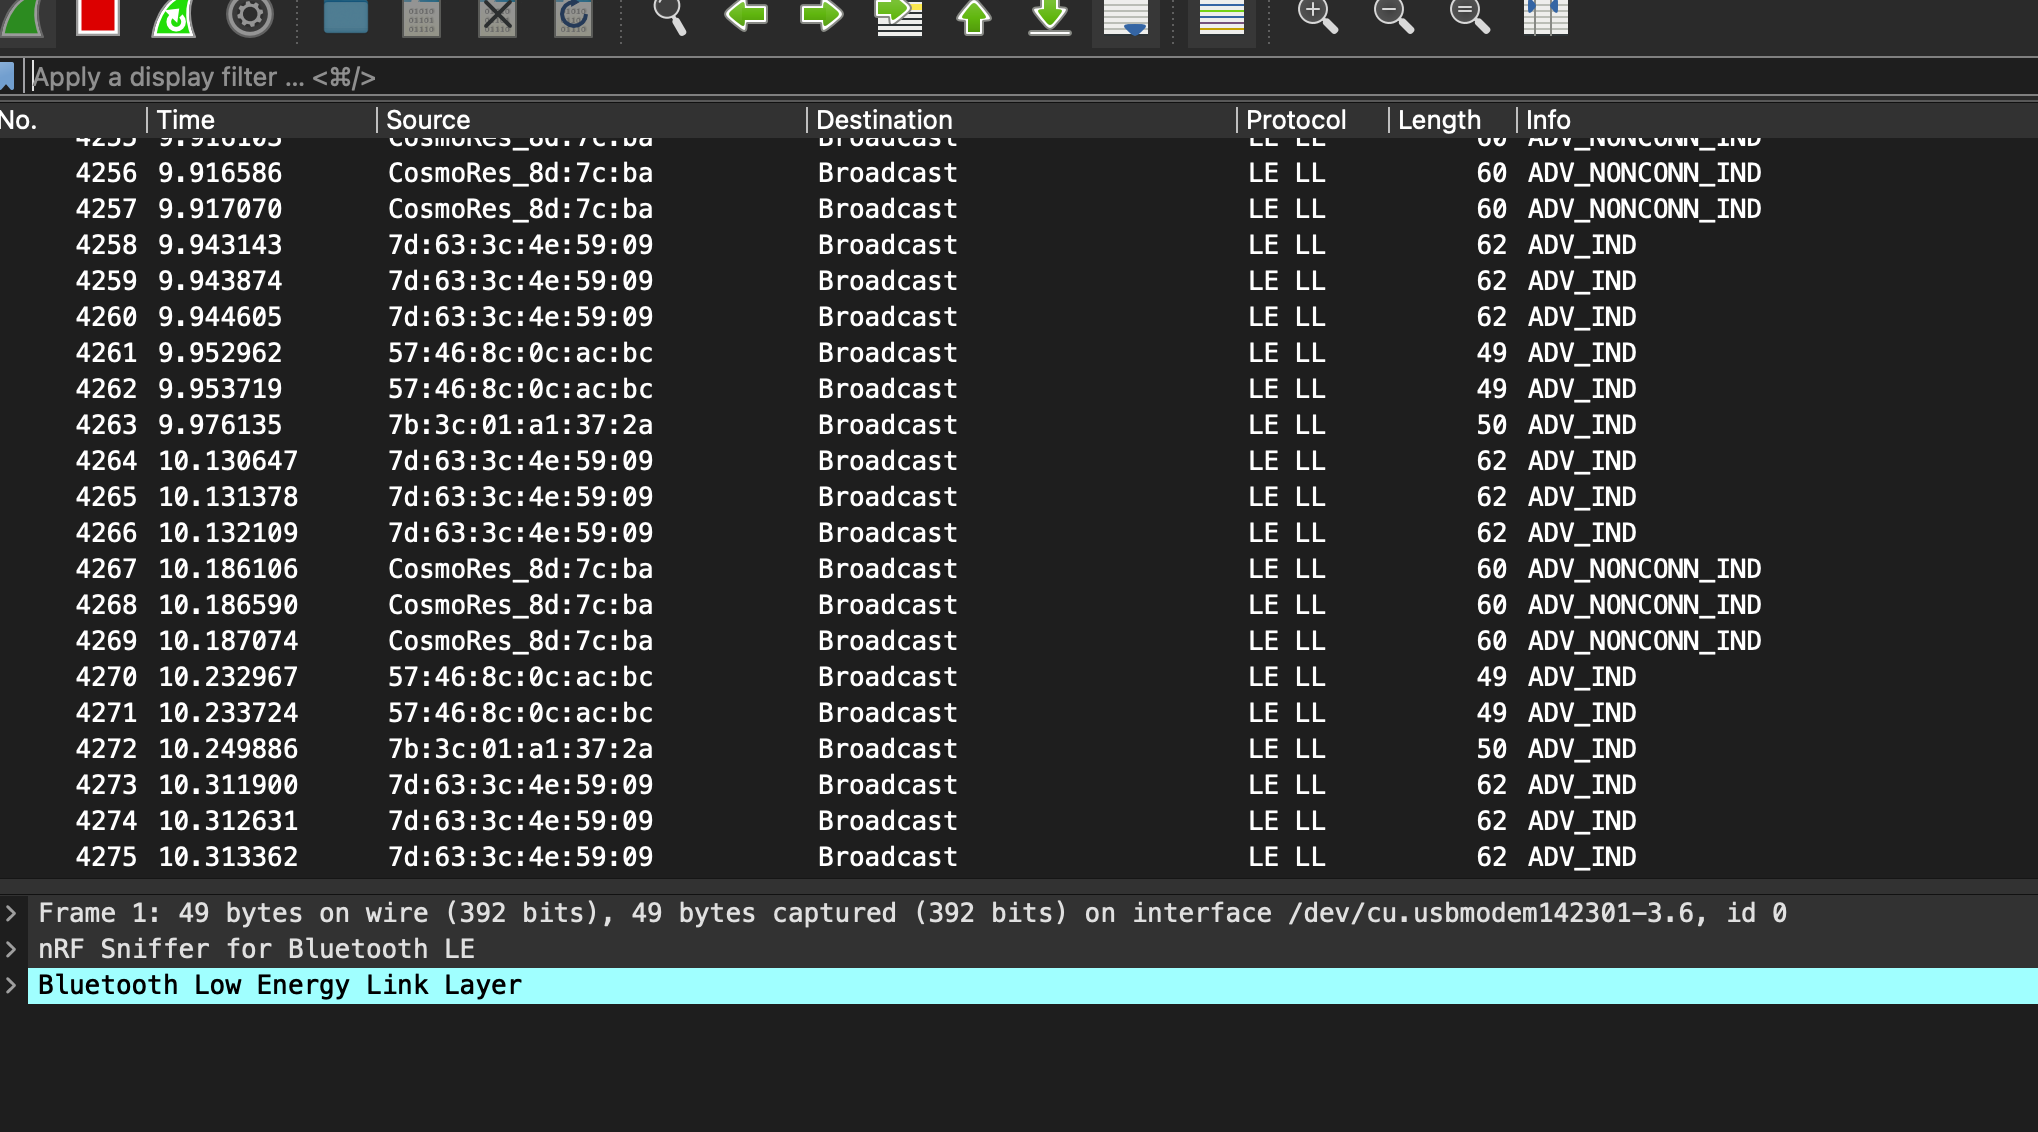 Apply a display filter ... <⌘/>
No. Time Source Destination Protocol Length Info
4255 9.916103 CosmoRes_8d:7c:ba Broadcast LE LL 60 ADV_NONCONN_IND
4256 9.916586 CosmoRes_8d:7c:ba Broadcast LE LL 60 ADV_NONCONN_IND
4257 9.917070 CosmoRes_8d:7c:ba Broadcast LE LL 60 ADV_NONCONN_IND
4258 9.943143 7d:63:3c:4e:59:09 Broadcast LE LL 62 ADV_IND
4259 9.943874 7d:63:3c:4e:59:09 Broadcast LE LL 62 ADV_IND
4260 9.944605 7d:63:3c:4e:59:09 Broadcast LE LL 62 ADV_IND
4261 9.952962 57:46:8c:0c:ac:bc Broadcast LE LL 49 ADV_IND
4262 9.953719 57:46:8c:0c:ac:bc Broadcast LE LL 49 ADV_IND
4263 9.976135 7b:3c:01:a1:37:2a Broadcast LE LL 50 ADV_IND
4264 10.130647 7d:63:3c:4e:59:09 Broadcast LE LL 62 ADV_IND
4265 10.131378 7d:63:3c:4e:59:09 Broadcast LE LL 62 ADV_IND
4266 10.132109 7d:63:3c:4e:59:09 Broadcast LE LL 62 ADV_IND
4267 10.186106 CosmoRes_8d:7c:ba Broadcast LE LL 60 ADV_NONCONN_IND
4268 10.186590 CosmoRes_8d:7c:ba Broadcast LE LL 60 ADV_NONCONN_IND
4269 10.187074 CosmoRes_8d:7c:ba Broadcast LE LL 60 ADV_NONCONN_IND
4270 10.232967 57:46:8c:0c:ac:bc Broadcast LE LL 49 ADV_IND
4271 10.233724 57:46:8c:0c:ac:bc Broadcast LE LL 49 ADV_IND
4272 10.249886 7b:3c:01:a1:37:2a Broadcast LE LL 50 ADV_IND
4273 10.311900 7d:63:3c:4e:59:09 Broadcast LE LL 62 ADV_IND
4274 10.312631 7d:63:3c:4e:59:09 Broadcast LE LL 62 ADV_IND
4275 10.313362 7d:63:3c:4e:59:09 Broadcast LE LL 62 ADV_IND
Frame 1: 49 bytes on wire (392 bits), 49 bytes captured (392 bits) on interface /dev/cu.usbmodem142301-3.6, id 0
nRF Sniffer for Bluetooth LE
Bluetooth Low Energy Link Layer